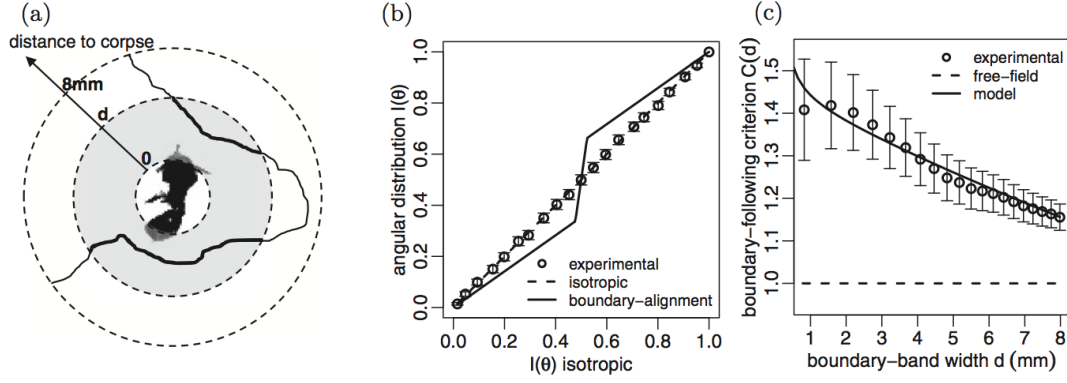 (a)
distance to corpse
8mm
d
0
(b)
angular distribution I(θ)
1.0
0.8
0.6
0.4
0.2
0.0
experimental
isotropic
boundary-alignment
0.0 0.2 0.4 0.6 0.8 1.0
I(θ) isotropic
(c)
boundary-following criterion C(d)
1.5
1.4
1.3
1.2
1.1
1.0
experimental
free-field
model
1 2 3 4 5 6 7 8
boundary-band width d (mm)